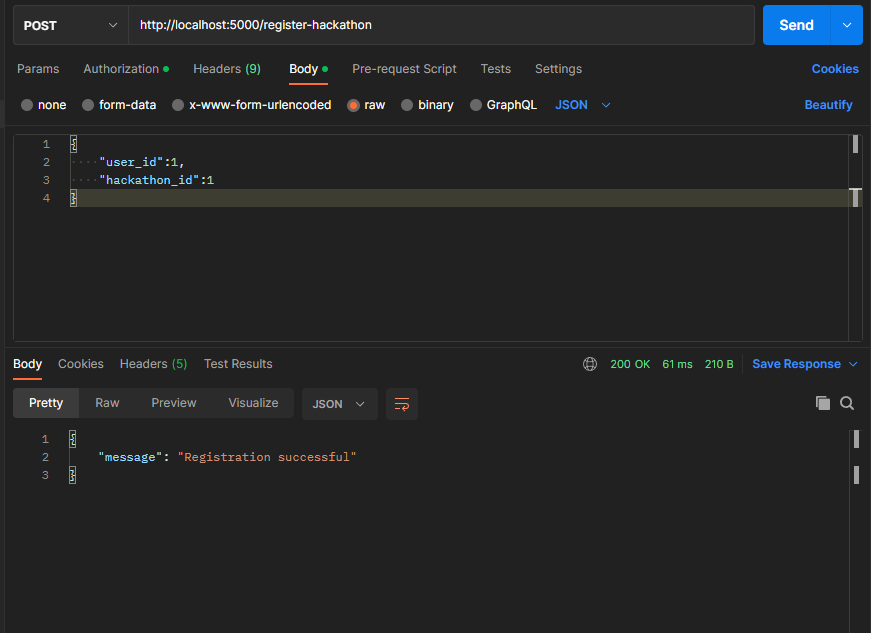 POST http://localhost:5000/register-hackathon Send
Params Authorization Headers (9) Body Pre-request Script Tests Settings Cookies
none form-data x-www-form-urlencoded raw binary GraphQL JSON Beautify
1 {
2 ····"user_id":1,
3 ····"hackathon_id":1
4 }
Body Cookies Headers (5) Test Results 200 OK 61 ms 210 B Save Response
Pretty Raw Preview Visualize JSON
1 {
2 "message": "Registration successful"
3 }